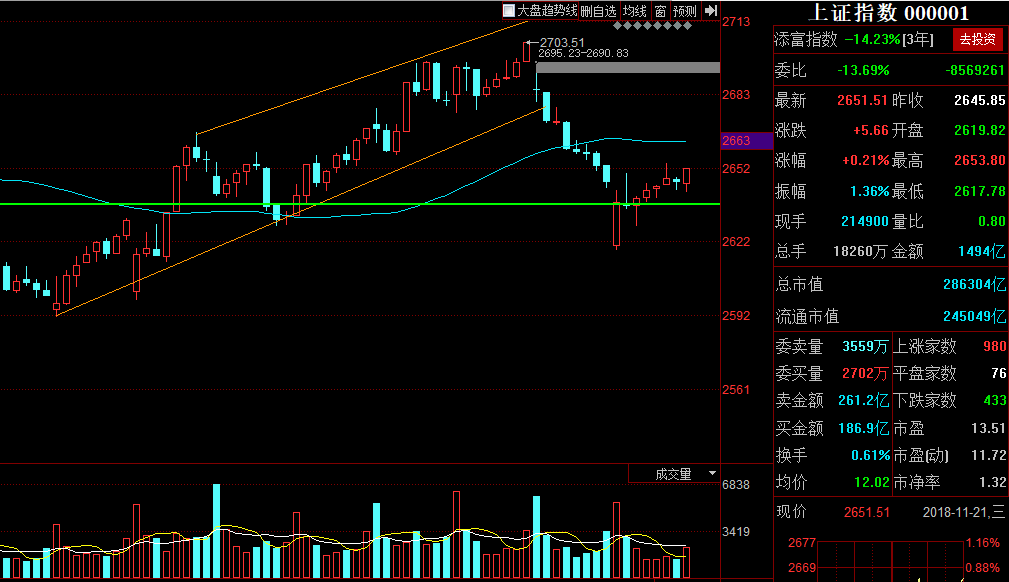 大盘趋势线 删自选 均线 窗 预测
2713
2703.51
2695.23-2690.83
2683
2663
2652
2622
2592
2561
成交量
6838
3419
上证指数 000001
添富指数 -14.23%[3年] 去投资
委比 -13.69% -8569261
最新 2651.51 昨收 2645.85
涨跌 +5.66 开盘 2619.82
涨幅 +0.21% 最高 2653.80
振幅 1.36% 最低 2617.78
现手 214900 量比 0.80
总手 18260万 金额 1494亿
总市值 286304亿
流通市值 245049亿
委卖量 3559万 上涨家数 980
委买量 2702万 平盘家数 76
卖金额 261.2亿 下跌家数 433
买金额 186.9亿 市盈 13.51
换手 0.61% 市盈(动) 11.72
均价 12.02 市净率 1.32
现价 2651.51 2018-11-21,三
2677 1.16%
2669 0.88%